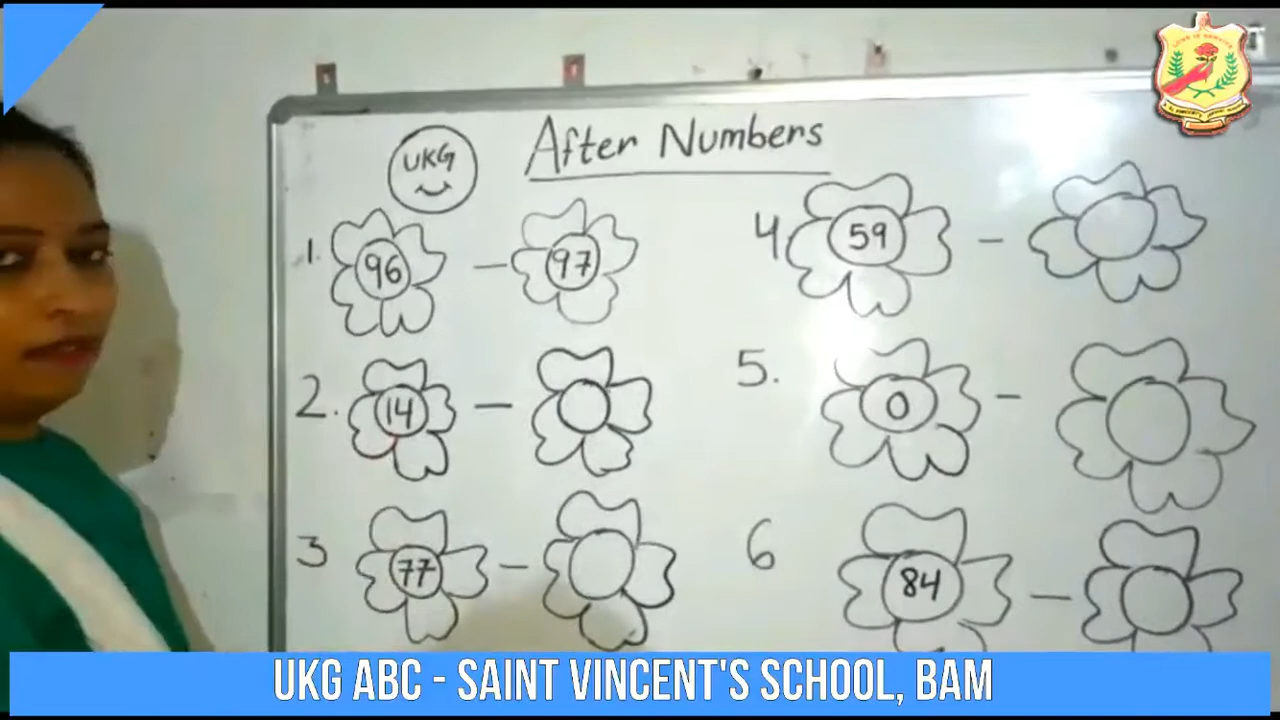 UKG
After Numbers
1. 96 — 97
2. 14 —
3 77 —
4. 59 —
5. 0 —
6 84 —
UKG ABC - SAINT VINCENT'S SCHOOL, BAM